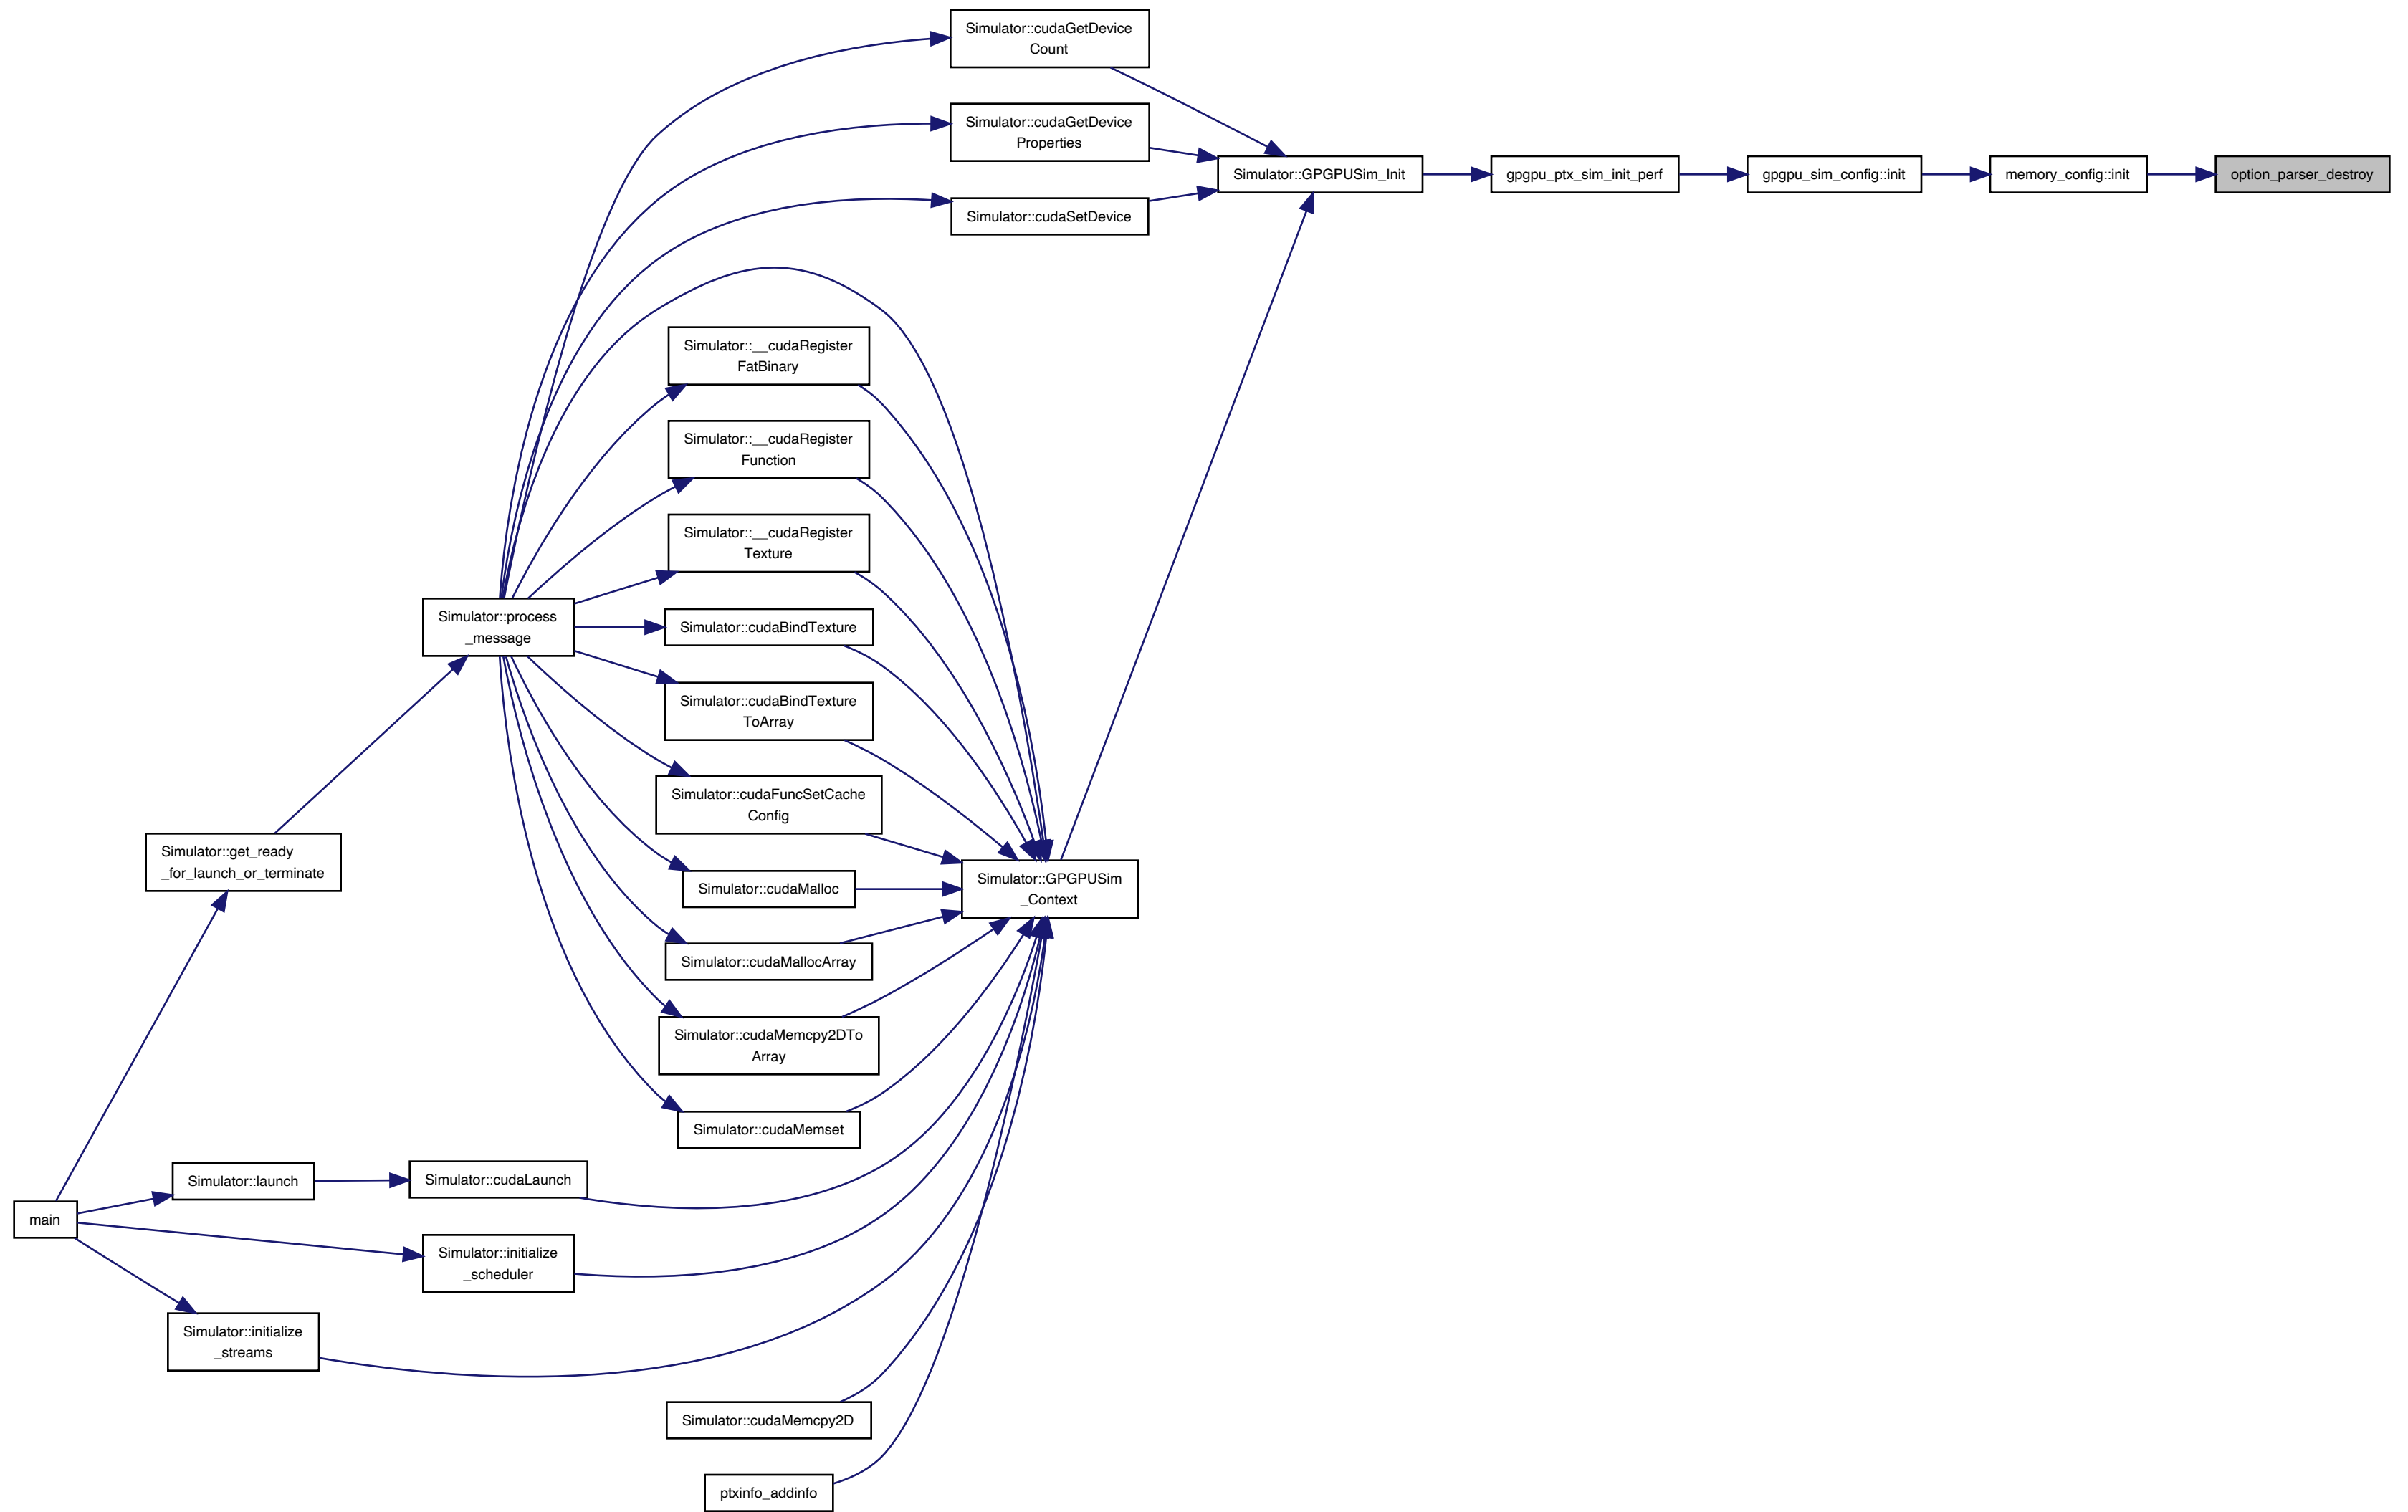 Simulator::cudaGetDevice
Count
Simulator::cudaGetDevice
Properties
Simulator::GPGPUSim_Init
gpgpu_ptx_sim_init_perf
gpgpu_sim_config::init
memory_config::init
option_parser_destroy
Simulator::cudaSetDevice
Simulator::__cudaRegister
FatBinary
Simulator::__cudaRegister
Function
Simulator::__cudaRegister
Texture
Simulator::process
_message
Simulator::cudaBindTexture
Simulator::cudaBindTexture
ToArray
Simulator::cudaFuncSetCache
Config
Simulator::get_ready
_for_launch_or_terminate
Simulator::cudaMalloc
Simulator::GPGPUSim
_Context
Simulator::cudaMallocArray
Simulator::cudaMemcpy2DTo
Array
Simulator::cudaMemset
Simulator::launch
Simulator::cudaLaunch
main
Simulator::initialize
_scheduler
Simulator::initialize
_streams
Simulator::cudaMemcpy2D
ptxinfo_addinfo